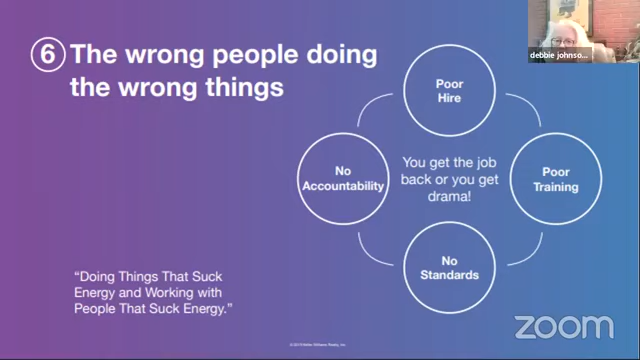 6 The wrong people doing
the wrong things
Poor
Hire
No
Accountability
You get the job
back or you get
drama!
Poor
Training
No
Standards
“Doing Things That Suck
Energy and Working with
People That Suck Energy.”
debbie johnso...
zoom